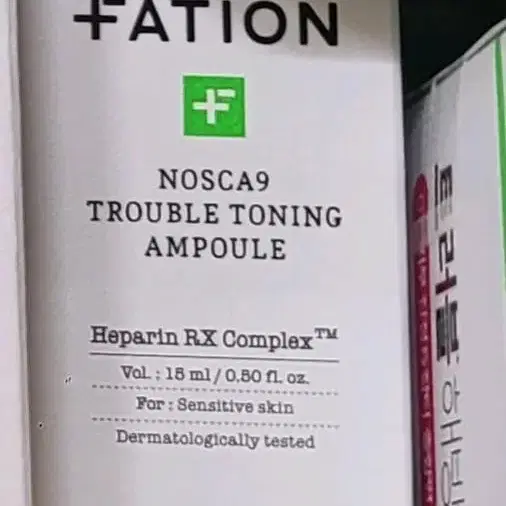 FATION
NOSCA9
TROUBLE TONING
AMPOULE
Heparin RX Complex™
Vol. : 15 ml / 0.50 fl. oz.
For : Sensitive skin
Dermatologically tested